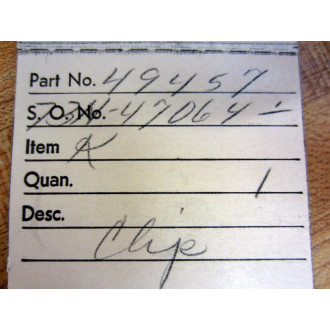 Part No. 49457
S. O. No. 47064
Item K
Quan. 1
Desc.
Clip